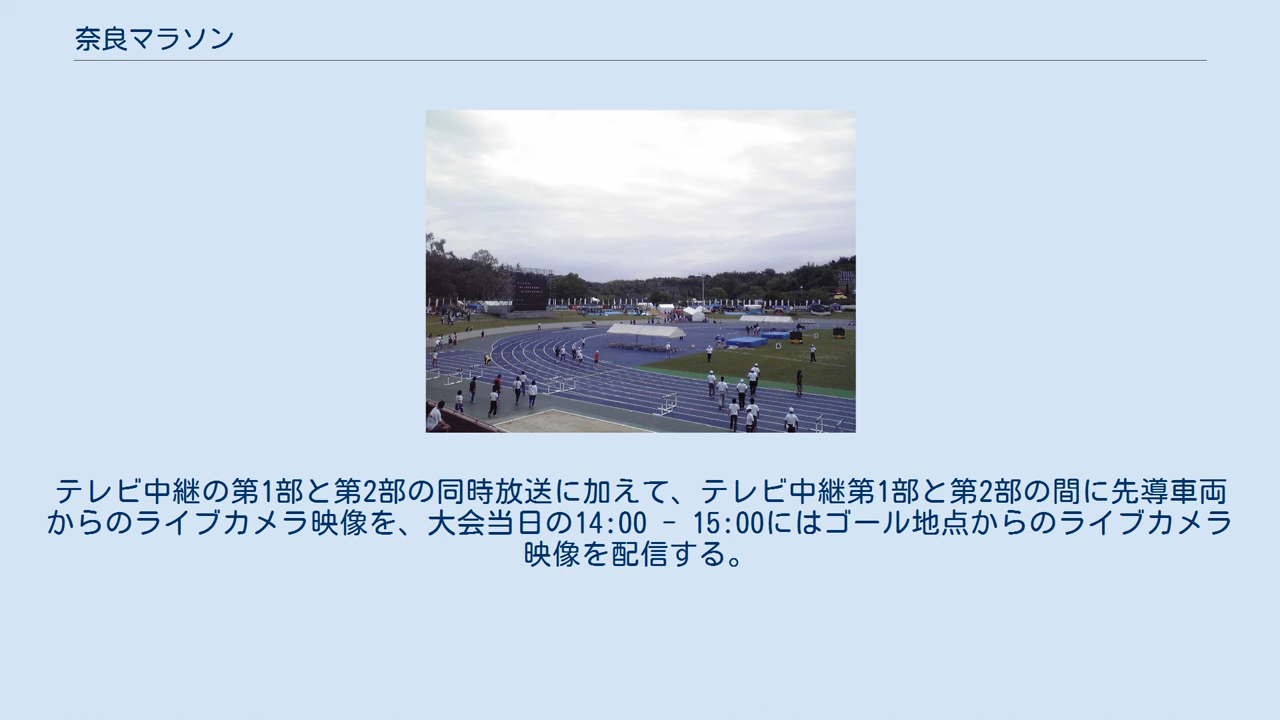 奈良マラソン
テレビ中継の第1部と第2部の同時放送に加えて、テレビ中継第1部と第2部の間に先導車両
からのライブカメラ映像を、大会当日の14:00 - 15:00にはゴール地点からのライブカメラ
映像を配信する。